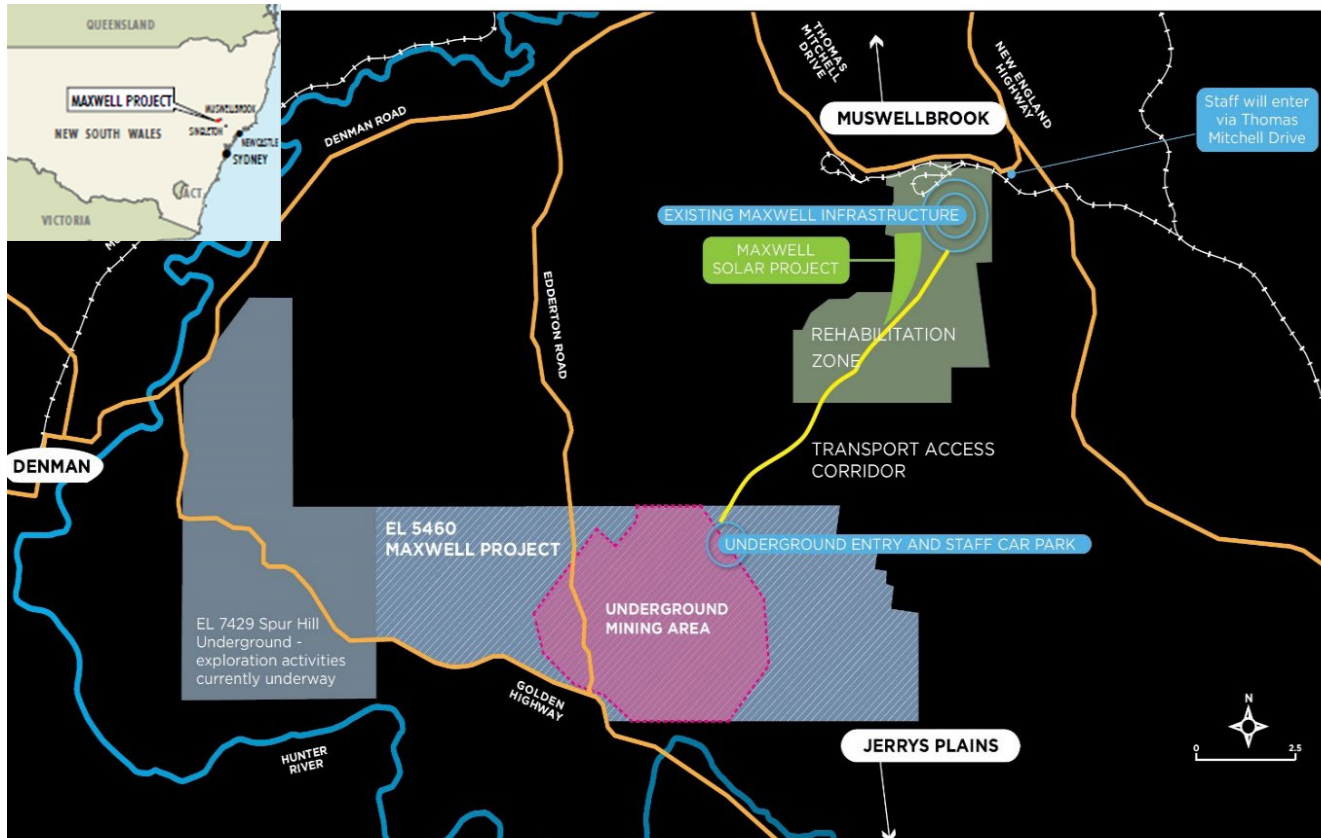 QUEENSLAND
MAXWELL PROJECT
MUSWELLBROOK
NEW SOUTH WALES
SINGLETON
NEWCASTLE
SYDNEY
ACT
VICTORIA
DENMAN ROAD
THOMAS
MITCHELL
DRIVE
NEW ENGLAND
HIGHWAY
MUSWELLBROOK
Staff will enter
via Thomas
Mitchell Drive
EXISTING MAXWELL INFRASTRUCTURE
MAXWELL
SOLAR PROJECT
EDDERTON ROAD
REHABILITATION
ZONE
TRANSPORT ACCESS
CORRIDOR
DENMAN
EL 5460
MAXWELL PROJECT
UNDERGROUND ENTRY AND STAFF CAR PARK
UNDERGROUND
MINING AREA
EL 7429 Spur Hill
Underground -
exploration activities
currently underway
GOLDEN
HIGHWAY
HUNTER
RIVER
JERRYS PLAINS
N
0 2.5